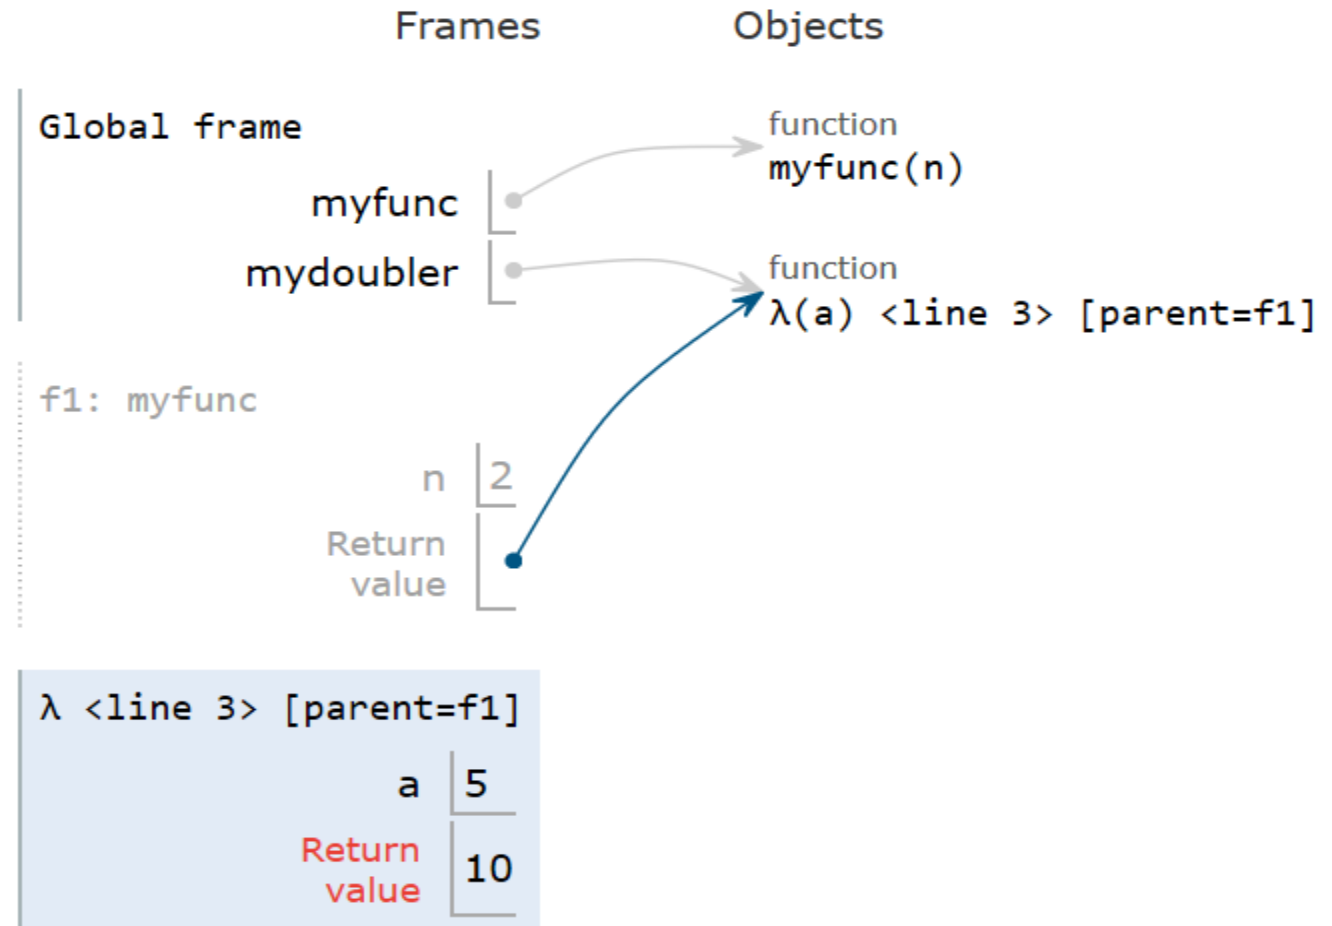 Frames Objects
Global frame
function
myfunc(n)
myfunc
mydoubler
function
λ(a) <line 3> [parent=f1]
f1: myfunc
n 2
Return
value
λ <line 3> [parent=f1]
a 5
Return
value
10